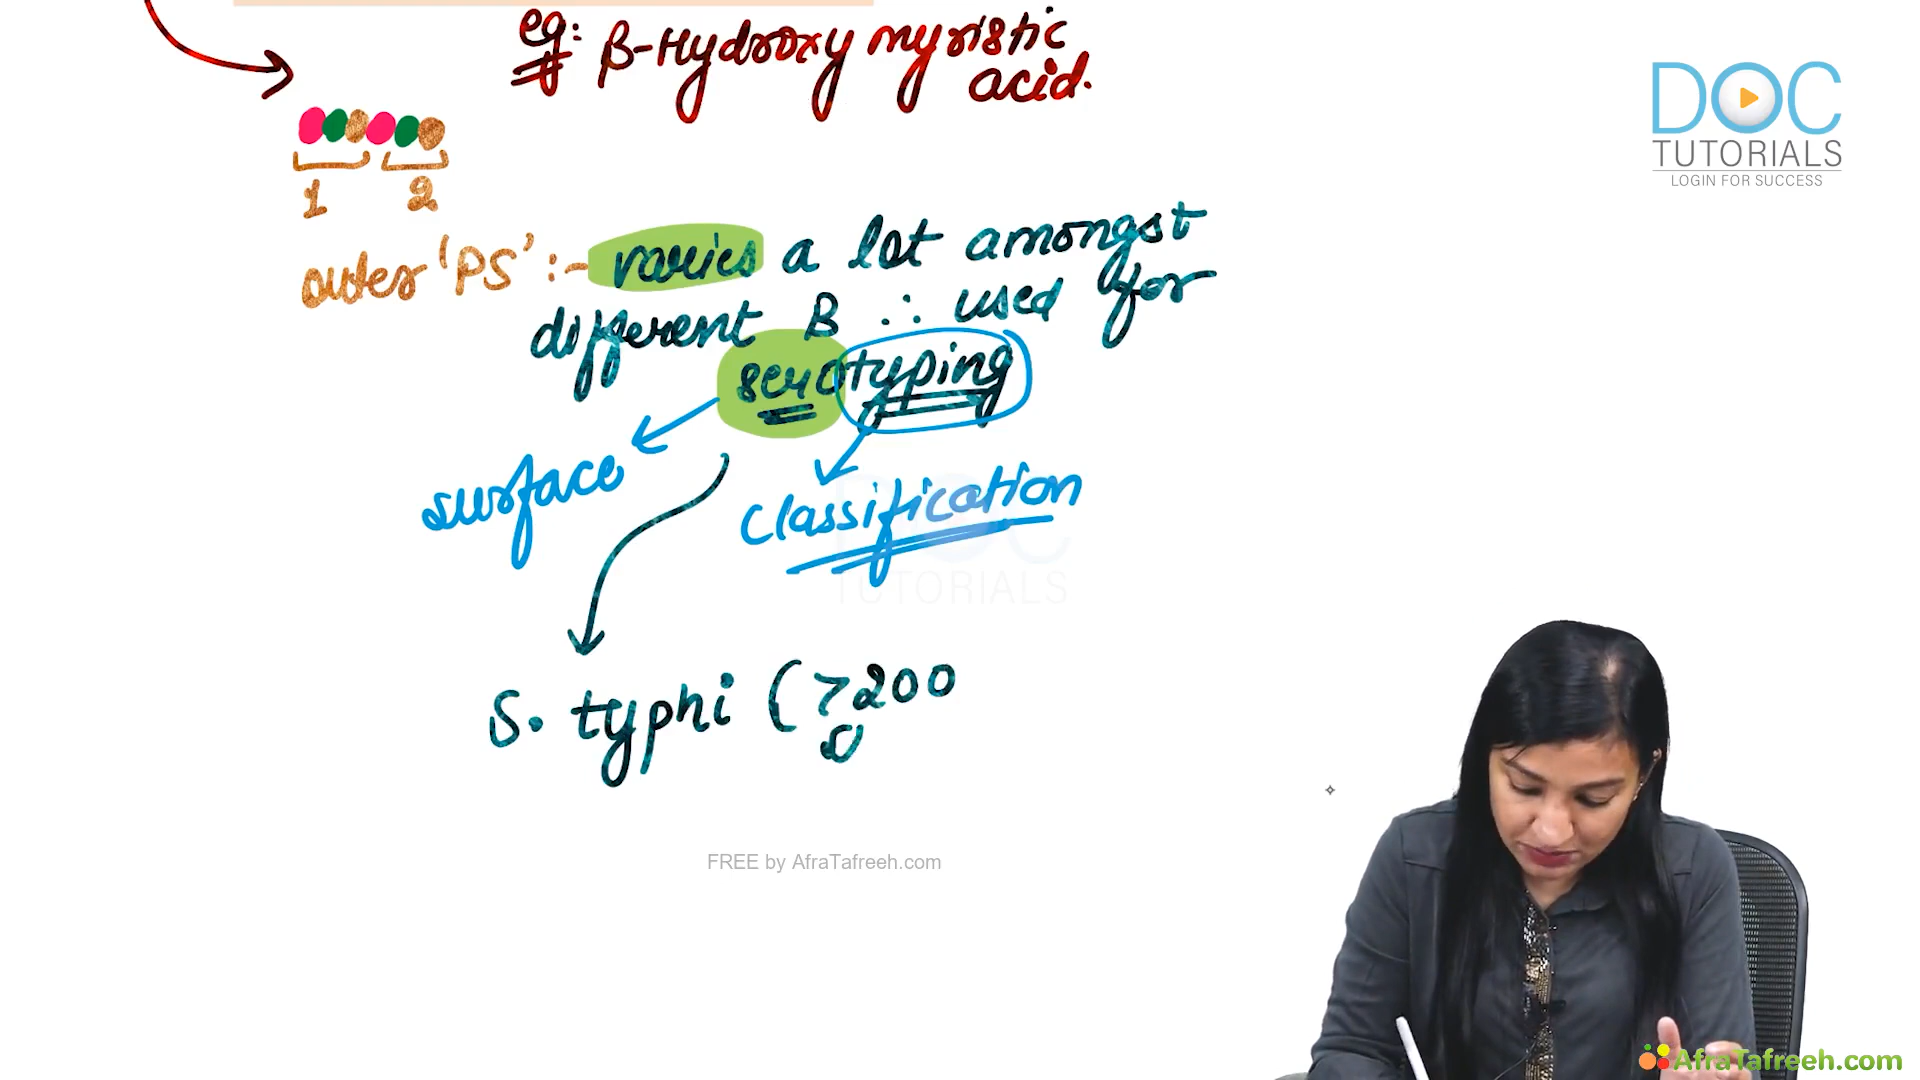 eg: β-Hydroxy myristic
acid.
DOC
TUTORIALS
LOGIN FOR SUCCESS
1 2
outer 'PS' :- varies a lot amongst
different B ∴ used for
serotyping
surface
classification
TUTORIALS
S. typhi ( >200
FREE by AfraTafreeh.com
AfraTafreeh.com